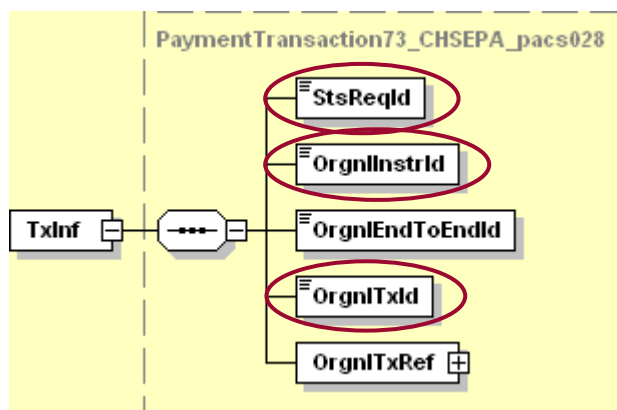 PaymentTransaction73_CHSEPA_pacs028
StsReqId
OrgnlInstrId
TxInf
OrgnlEndToEndId
OrgnlTxId
OrgnlTxRef